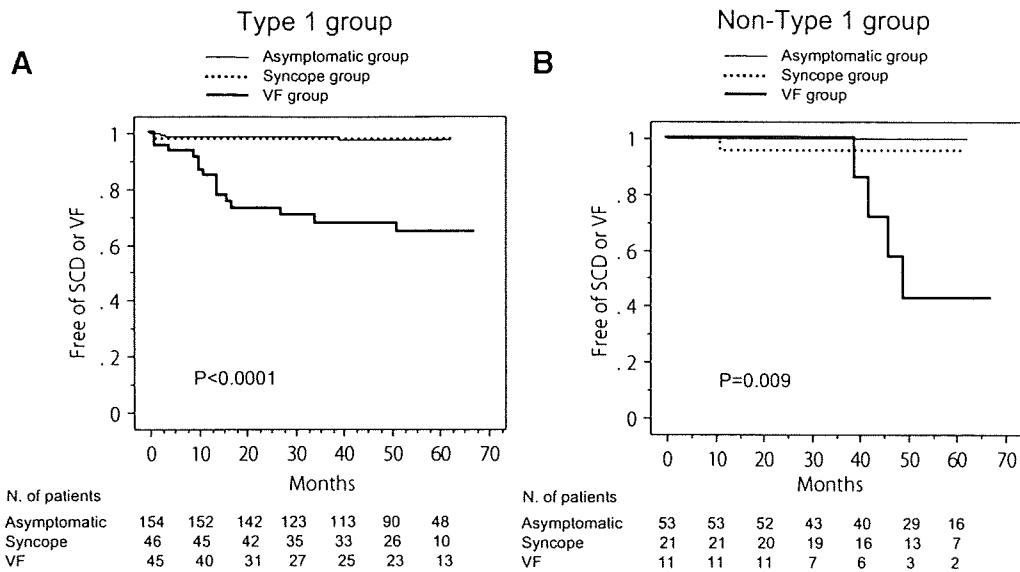 Type 1 group
A
Asymptomatic group
Syncope group
VF group
Free of SCD or VF
1
. 8
. 6
. 4
. 2
0
P<0.0001
0 10 20 30 40 50 60 70
Months
N. of patients
Asymptomatic 154 152 142 123 113 90 48
Syncope 46 45 42 35 33 26 10
VF 45 40 31 27 25 23 13
Non-Type 1 group
B
Asymptomatic group
Syncope group
VF group
Free of SCD or VF
1
. 8
. 6
. 4
. 2
0
P=0.009
0 10 20 30 40 50 60 70
Months
N. of patients
Asymptomatic 53 53 52 43 40 29 16
Syncope 21 21 20 19 16 13 7
VF 11 11 11 7 6 3 2